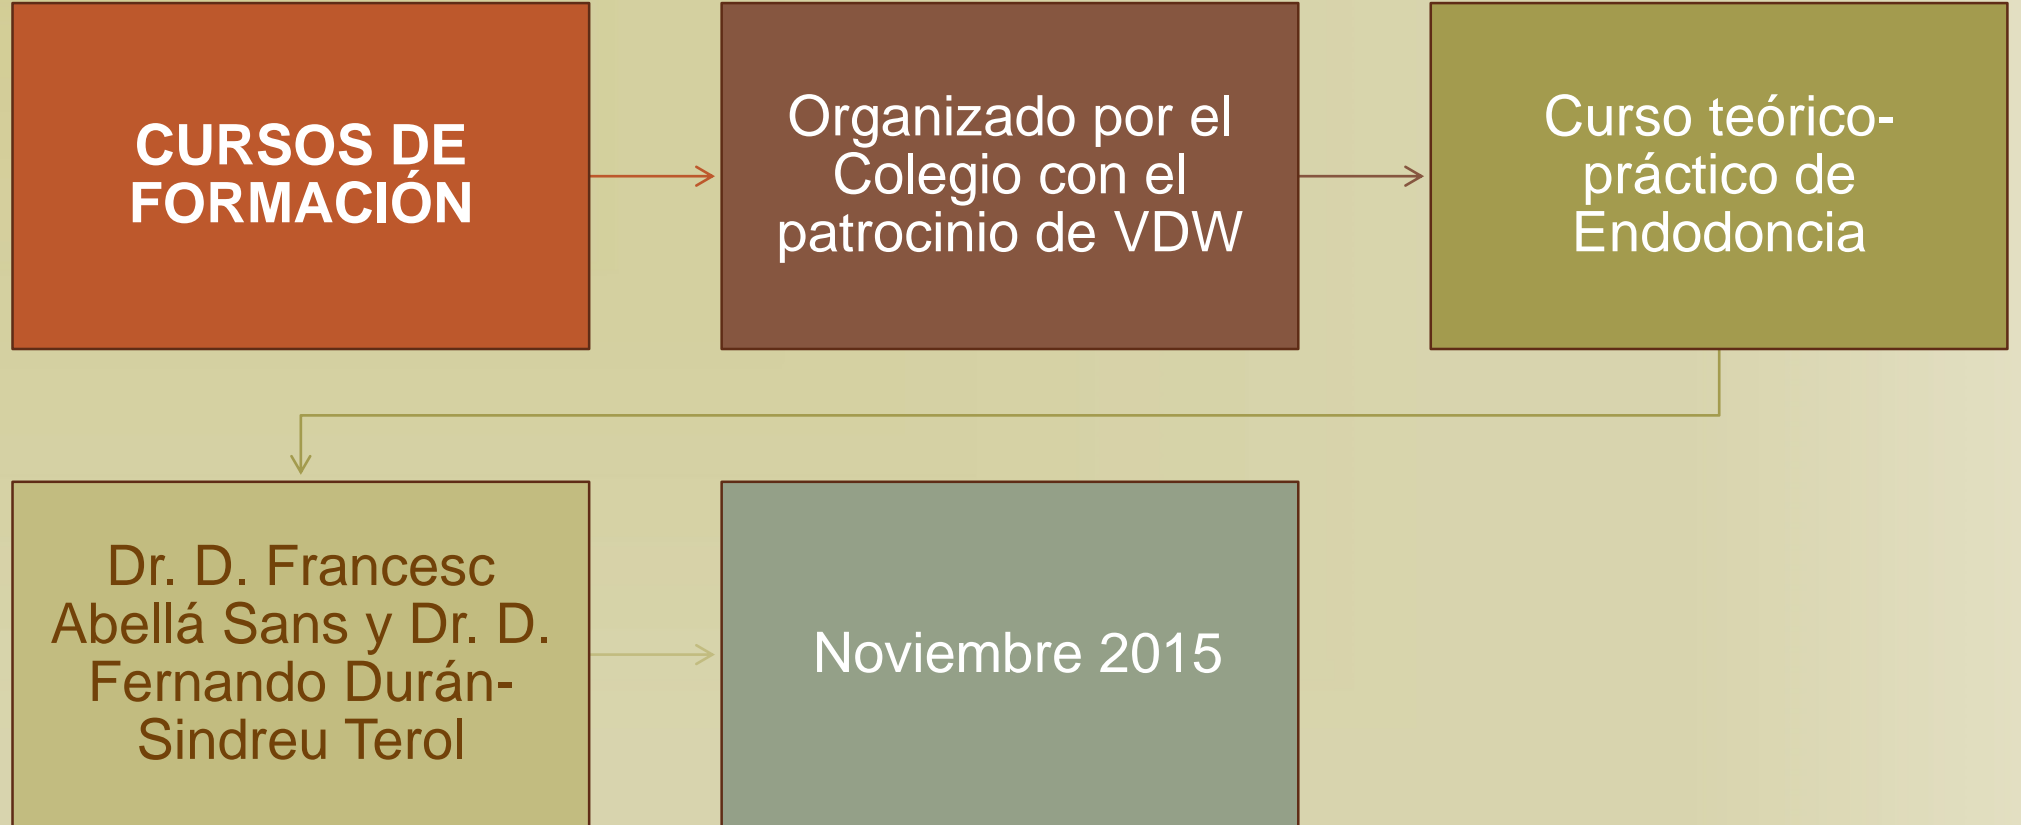 CURSOS DE
FORMACIÓN
Organizado por el
Colegio con el
patrocinio de VDW
Curso teórico-
práctico de
Endodoncia
Dr. D. Francesc
Abellá Sans y Dr. D.
Fernando Durán-
Sindreu Terol
Noviembre 2015